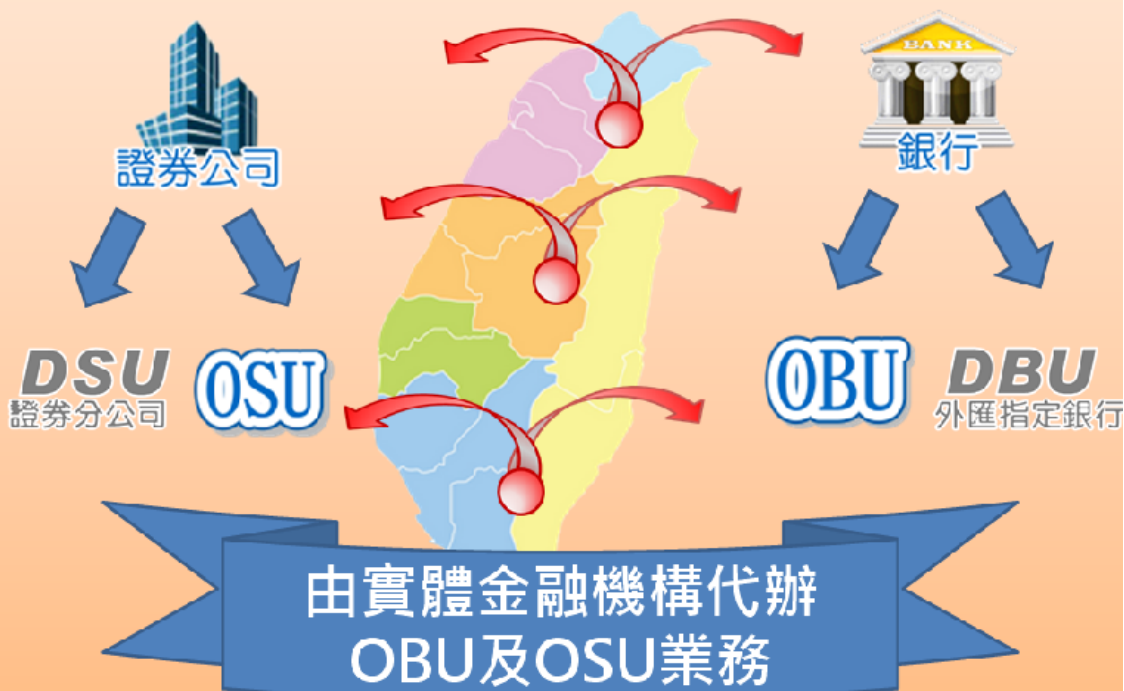 BANK
證券公司
銀行
DSU
證券分公司
OSU
OBU
DBU
外匯指定銀行
由實體金融機構代辦
OBU及OSU業務